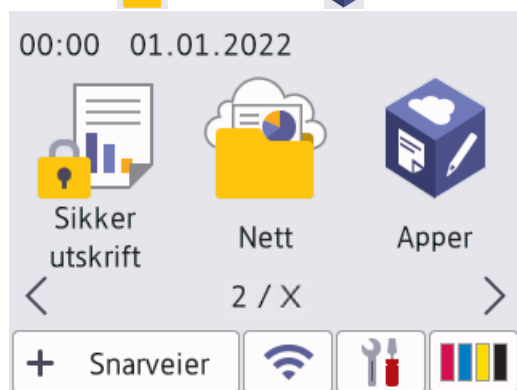 00:00 01.01.2022
Sikker
utskrift
Nett
Apper
2 / X
+ Snarveier